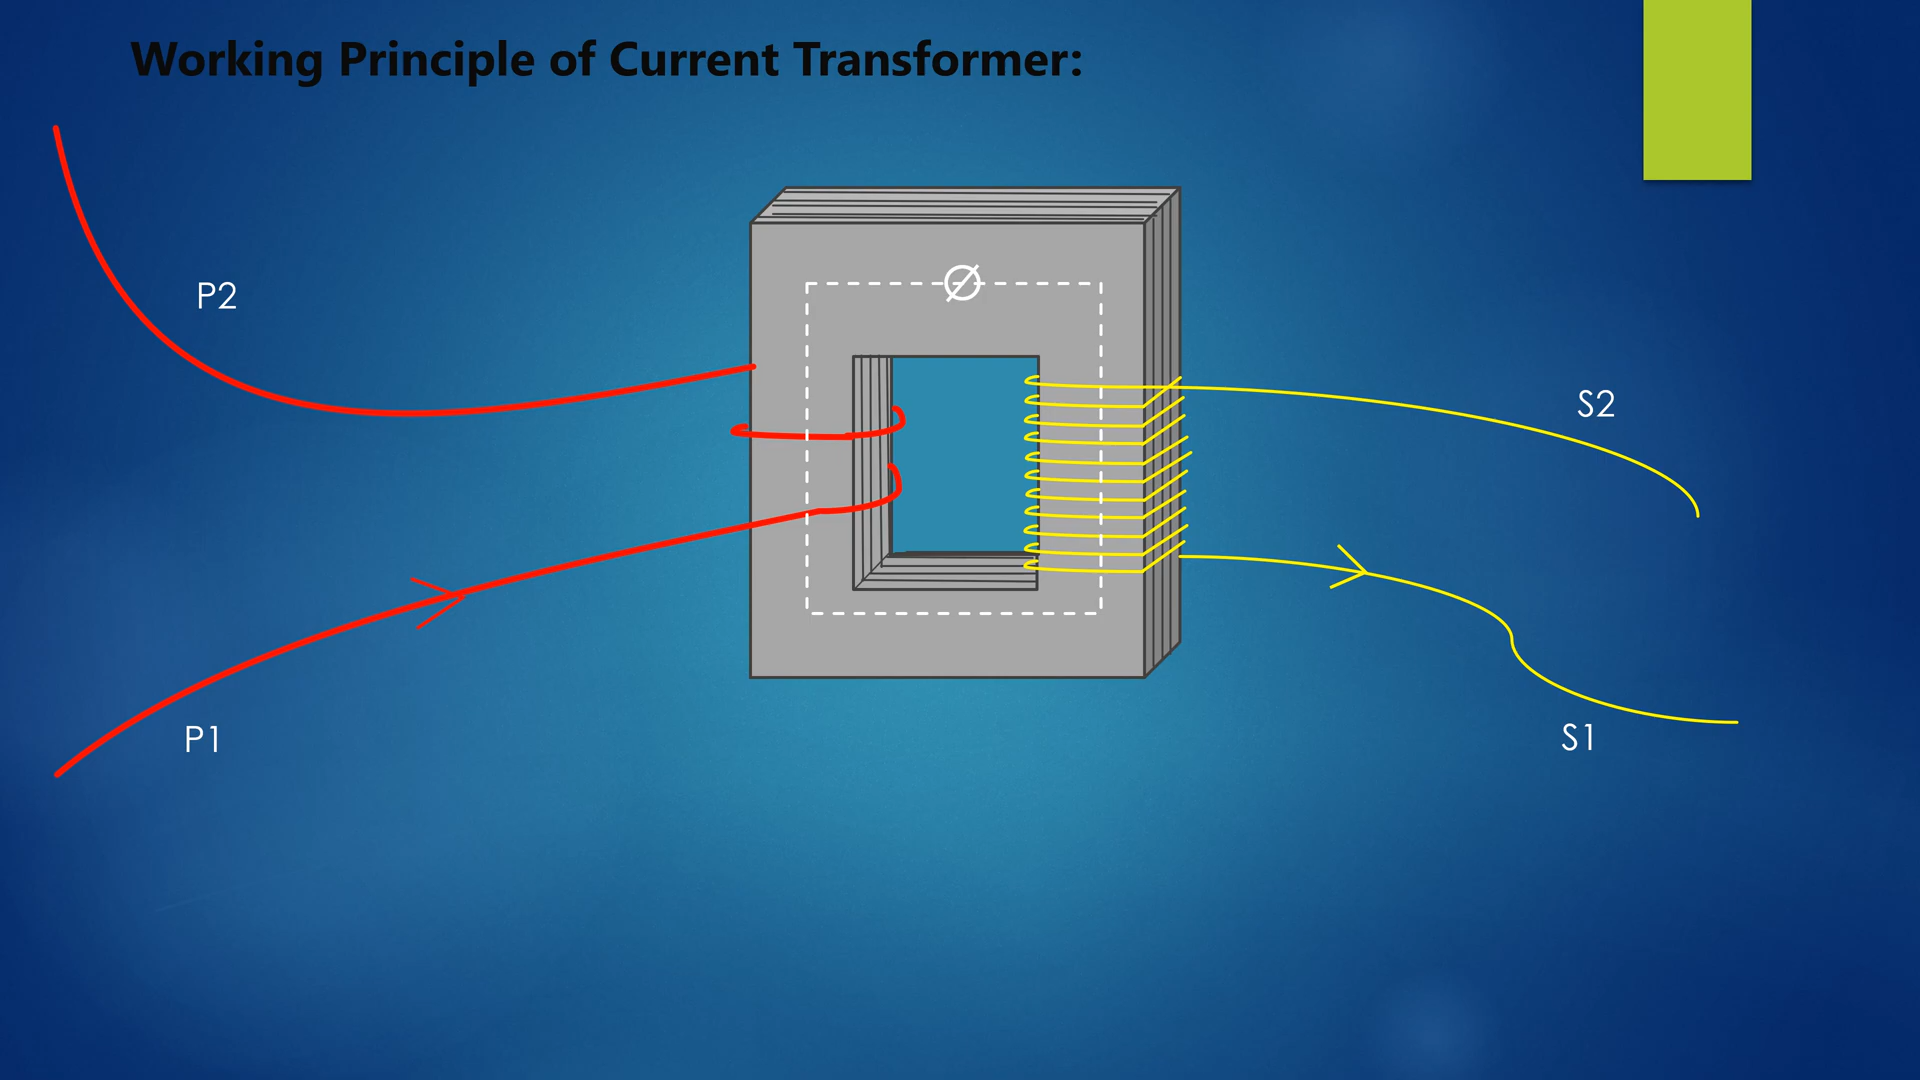 Working Principle of Current Transformer:
P2
Ø
S2
P1
S1